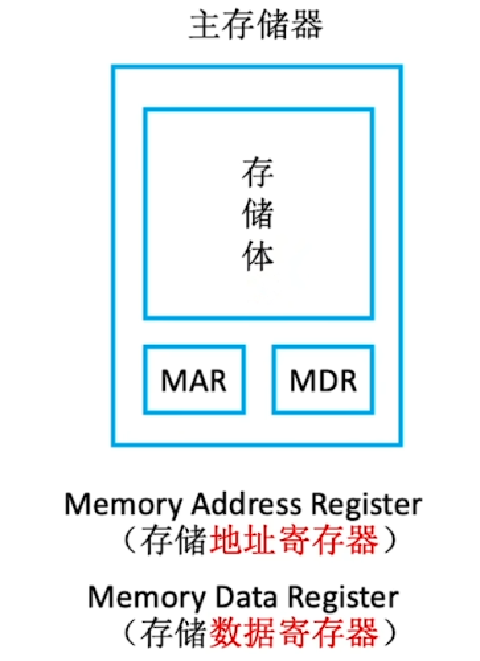 主存储器
存
储
体
MAR MDR
Memory Address Register
（存储地址寄存器）
Memory Data Register
（存储数据寄存器）